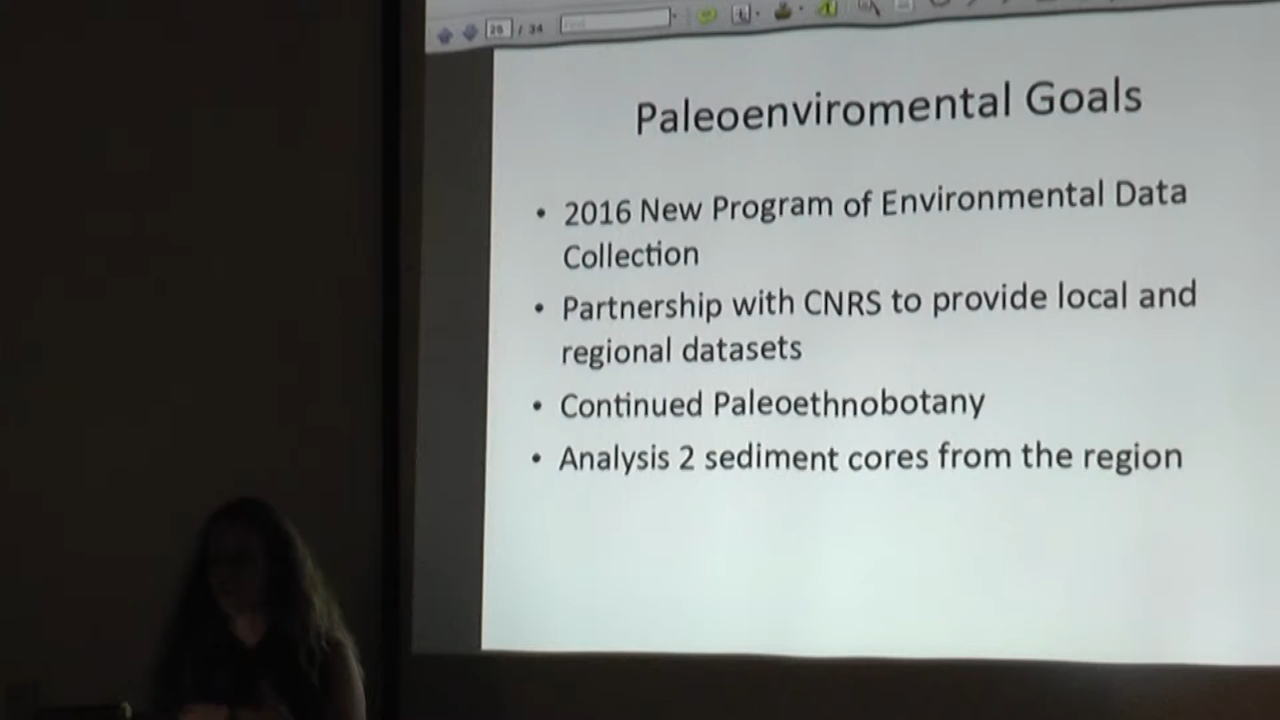 / 34
Paleoenviromental Goals
• 2016 New Program of Environmental Data
Collection
• Partnership with CNRS to provide local and
regional datasets
• Continued Paleoethnobotany
• Analysis 2 sediment cores from the region